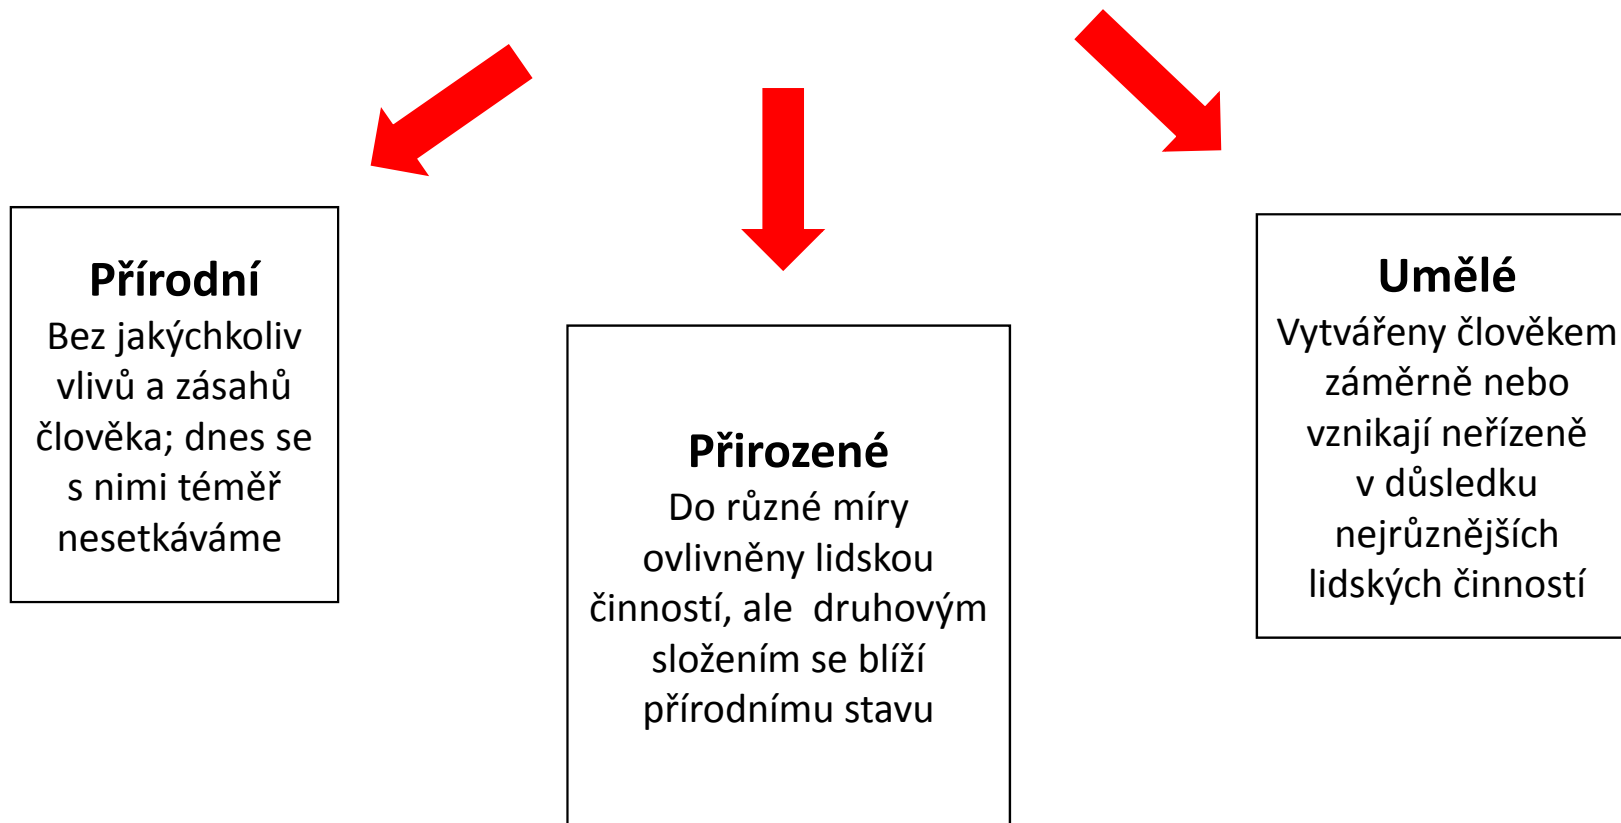 Přírodní
Bez jakýchkoliv
vlivů a zásahů
člověka; dnes se
s nimi téměř
nesetkáváme
Přirozené
Do různé míry
ovlivněny lidskou
činností, ale  druhovým
složením se blíží
přírodnímu stavu
Umělé
Vytvářeny člověkem
záměrně nebo
vznikají neřízeně
v důsledku
nejrůznějších
lidských činností